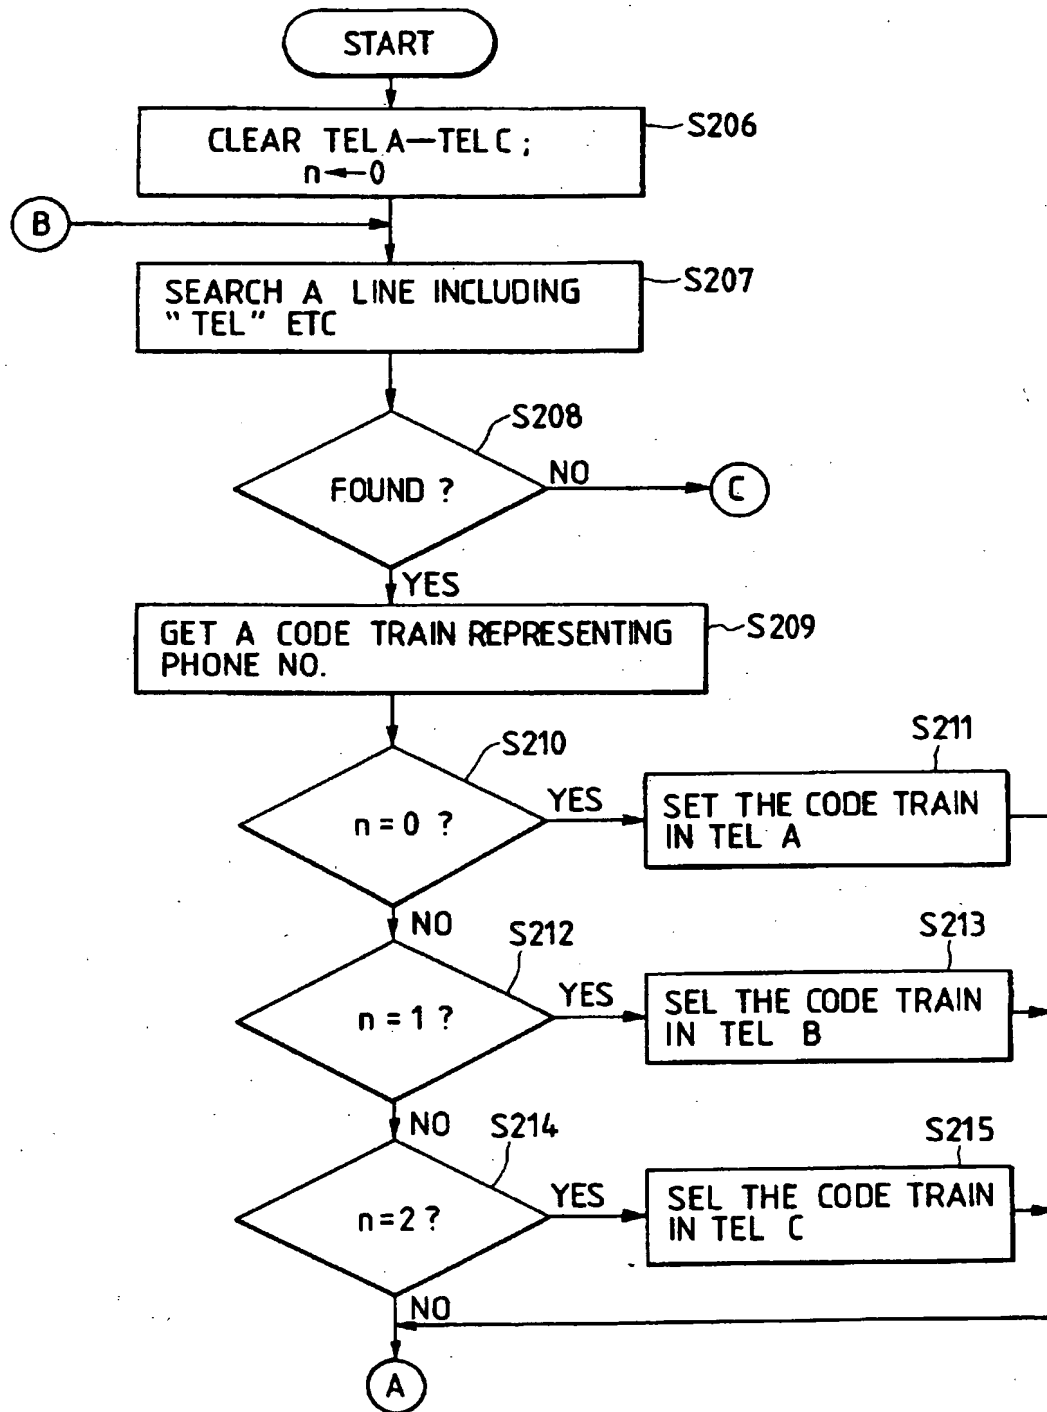 START
CLEAR TEL A—TEL C;
n←0
S206
B
SEARCH A LINE INCLUDING
"TEL" ETC
S207
S208
FOUND ?
NO
C
YES
GET A CODE TRAIN REPRESENTING
PHONE NO.
S209
S210
n=0 ?
YES
S211
SET THE CODE TRAIN
IN TEL A
NO
S212
n=1 ?
YES
S213
SEL THE CODE TRAIN
IN TEL B
NO
S214
n=2 ?
YES
S215
SEL THE CODE TRAIN
IN TEL C
NO
A